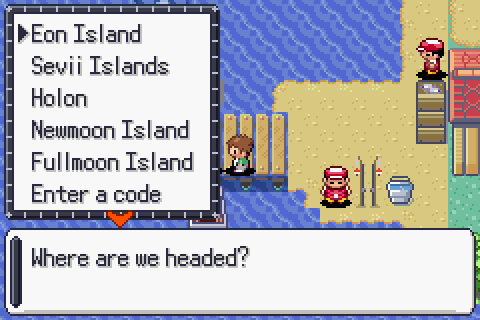 Eon Island
Sevii Islands
Holon
Newmoon Island
Fullmoon Island
Enter a code
Where are we headed?